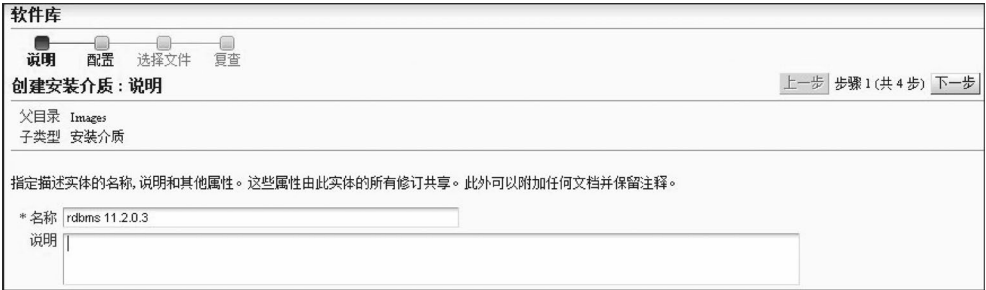 软件库
说明 配置 选择文件 复查
创建安装介质：说明 上一步 步骤 1 (共 4 步) 下一步
父目录 Images
子类型 安装介质
指定描述实体的名称, 说明和其他属性。这些属性由此实体的所有修订共享。此外可以附加任何文档并保留注释。
* 名称 rdbms 11.2.0.3
说明